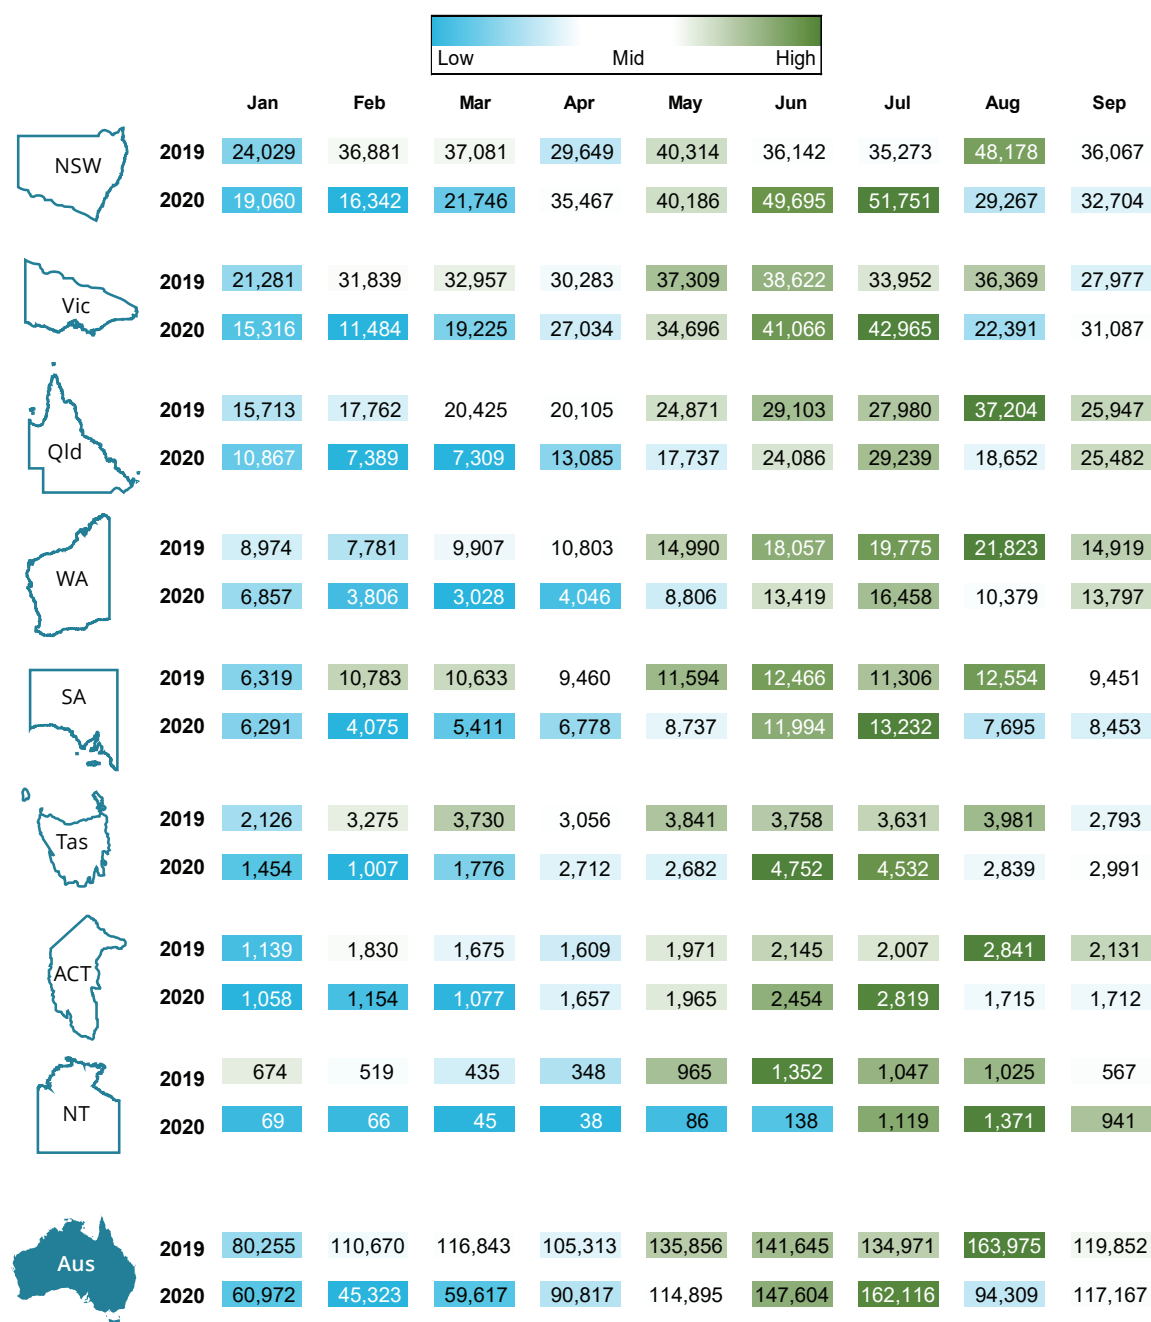 Low Mid High
Jan Feb Mar Apr May Jun Jul Aug Sep
NSW
2019 24,029 36,881 37,081 29,649 40,314 36,142 35,273 48,178 36,067
2020 19,060 16,342 21,746 35,467 40,186 49,695 51,751 29,267 32,704
Vic
2019 21,281 31,839 32,957 30,283 37,309 38,622 33,952 36,369 27,977
2020 15,316 11,484 19,225 27,034 34,696 41,066 42,965 22,391 31,087
Qld
2019 15,713 17,762 20,425 20,105 24,871 29,103 27,980 37,204 25,947
2020 10,867 7,389 7,309 13,085 17,737 24,086 29,239 18,652 25,482
WA
2019 8,974 7,781 9,907 10,803 14,990 18,057 19,775 21,823 14,919
2020 6,857 3,806 3,028 4,046 8,806 13,419 16,458 10,379 13,797
SA
2019 6,319 10,783 10,633 9,460 11,594 12,466 11,306 12,554 9,451
2020 6,291 4,075 5,411 6,778 8,737 11,994 13,232 7,695 8,453
Tas
2019 2,126 3,275 3,730 3,056 3,841 3,758 3,631 3,981 2,793
2020 1,454 1,007 1,776 2,712 2,682 4,752 4,532 2,839 2,991
ACT
2019 1,139 1,830 1,675 1,609 1,971 2,145 2,007 2,841 2,131
2020 1,058 1,154 1,077 1,657 1,965 2,454 2,819 1,715 1,712
NT
2019 674 519 435 348 965 1,352 1,047 1,025 567
2020 69 66 45 38 86 138 1,119 1,371 941
Aus
2019 80,255 110,670 116,843 105,313 135,856 141,645 134,971 163,975 119,852
2020 60,972 45,323 59,617 90,817 114,895 147,604 162,116 94,309 117,167